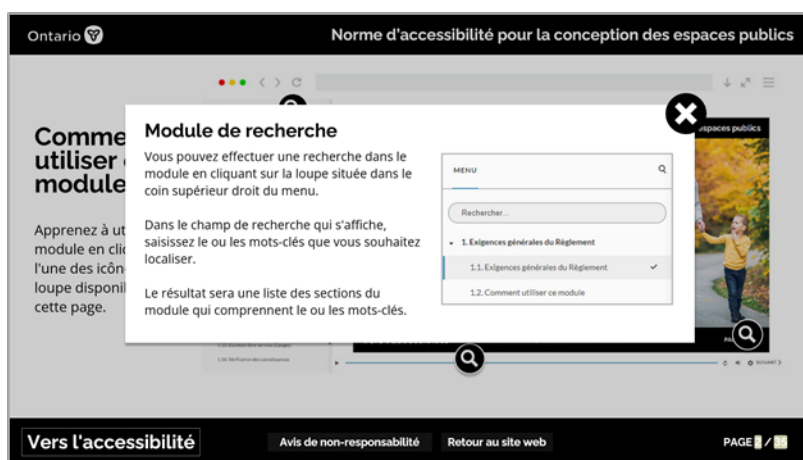 Ontario
Norme d'accessibilité pour la conception des espaces publics
Comme
utiliser
module
Apprenez à ut
module en clic
l'une des icôn
loupe disponil
cette page.
espaces publics
Module de recherche
Vous pouvez effectuer une recherche dans le
module en cliquant sur la loupe située dans le
coin supérieur droit du menu.
Dans le champ de recherche qui s'affiche,
saisissez le ou les mots-clés que vous souhaitez
localiser.
Le résultat sera une liste des sections du
module qui comprennent le ou les mots-clés.
MENU
Rechercher...
1. Exigences générales du Règlement
1.1. Exigences générales du Règlement
1.2. Comment utiliser ce module
Vers l'accessibilité
Avis de non-responsabilité
Retour au site web
PAGE 2 / 35